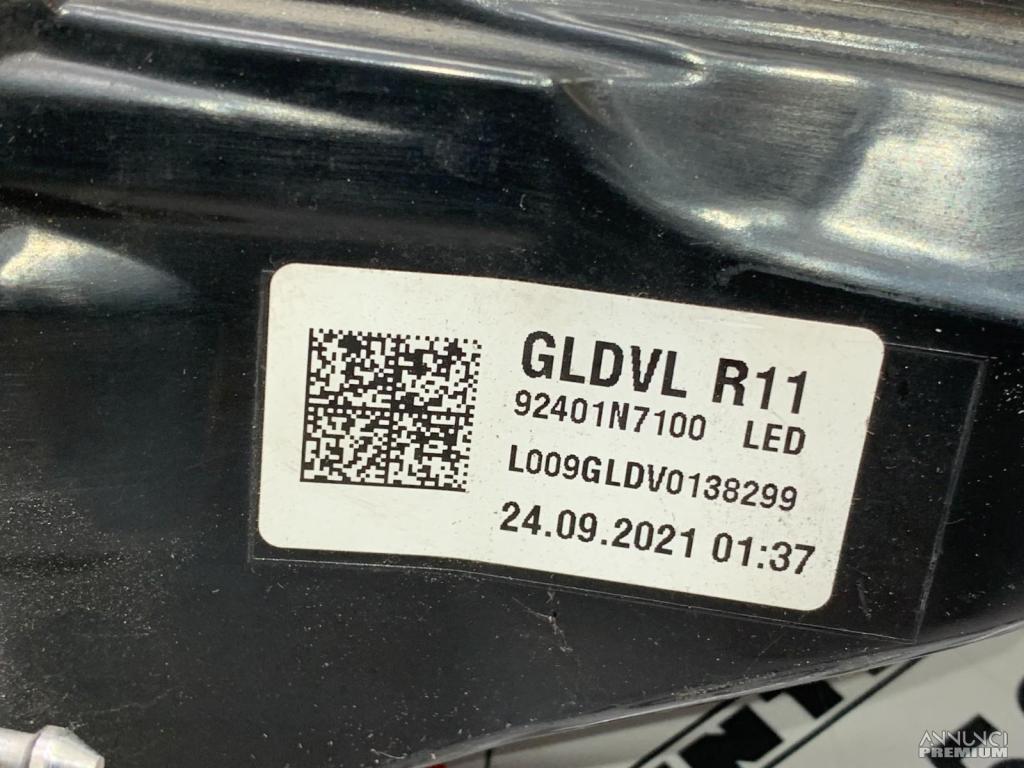 GLDVL R11
92401N7100 LED
L009GLDV0138299
24.09.2021 01:37
ANNUNCI
PREMIUM